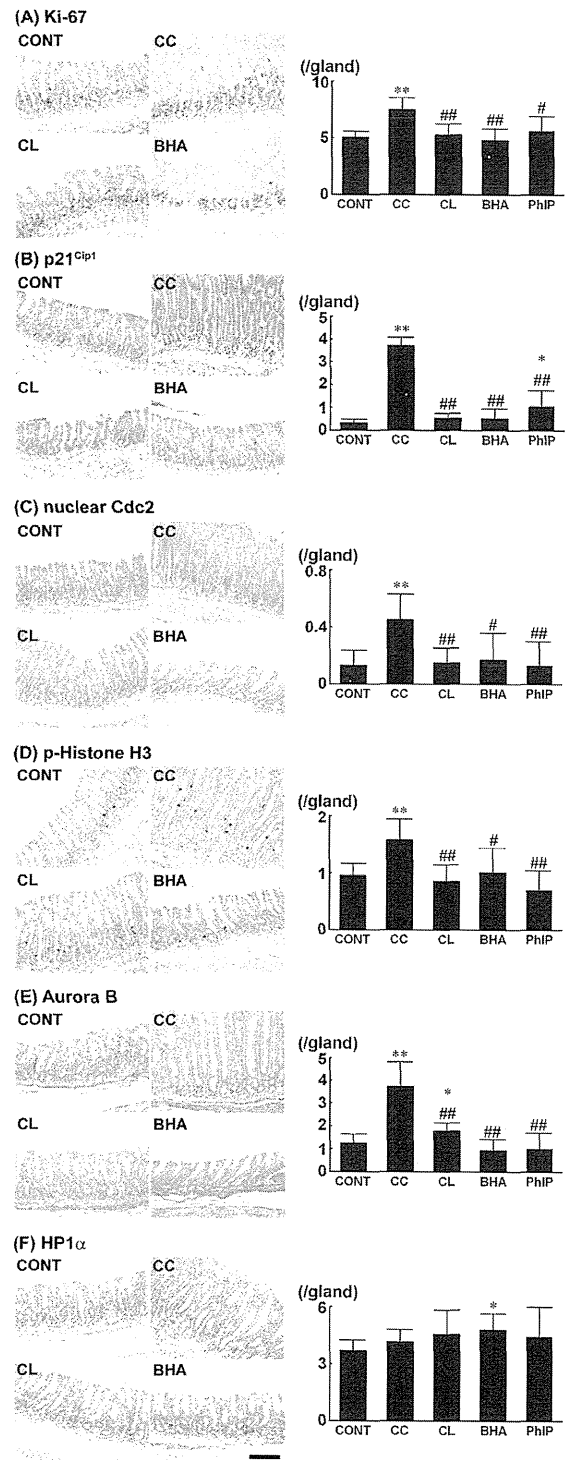 (A) Ki-67
CONT
CC
CL
BHA
(/gland)
10
5
0
**
##
##
#
CONT
CC
CL
BHA
PhIP
(B) p21Cip1
CONT
CC
CL
BHA
(/gland)
5
4
3
2
1
0
**
##
##
*
##
CONT
CC
CL
BHA
PhIP
(C) nuclear Cdc2
CONT
CC
CL
BHA
(/gland)
0.8
0.4
0
**
##
#
##
CONT
CC
CL
BHA
PhIP
(D) p-Histone H3
CONT
CC
CL
BHA
(/gland)
2
1
0
**
##
#
##
CONT
CC
CL
BHA
PhIP
(E) Aurora B
CONT
CC
CL
BHA
(/gland)
5
4
3
2
1
0
**
*
##
##
##
CONT
CC
CL
BHA
PhIP
(F) HP1α
CONT
CC
CL
BHA
(/gland)
6
3
0
*
CONT
CC
CL
BHA
PhIP